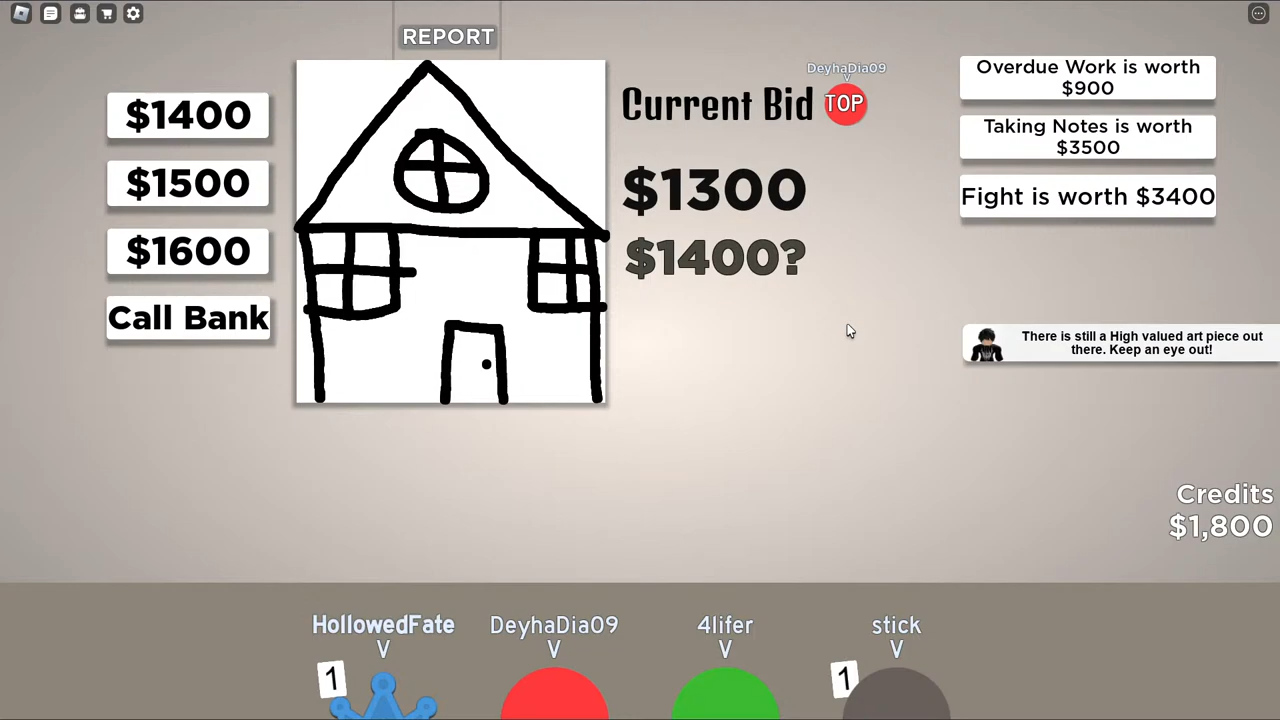 REPORT
$1400
$1500
$1600
Call Bank
DeyhaDia09
V
Current Bid
TOP
$1300
$1400?
Overdue Work is worth
$900
Taking Notes is worth
$3500
Fight is worth $3400
There is still a High valued art piece out
there. Keep an eye out!
Credits
$1,800
HollowedFate
V
1
DeyhaDia09
V
4lifer
V
stick
V
1